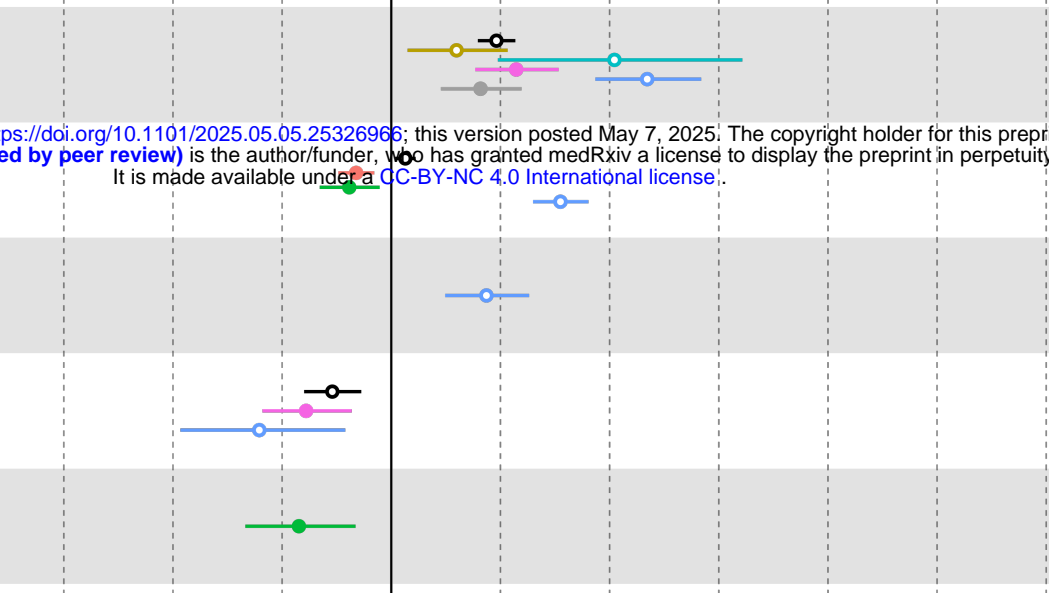 ps://doi.org/10.1101/2025.05.05.25326966; this version posted May 7, 2025. The copyright holder for this prepr
ed by peer review) is the author/funder, who has granted medRxiv a license to display the preprint in perpetuity
It is made available under a CC-BY-NC 4.0 International license .